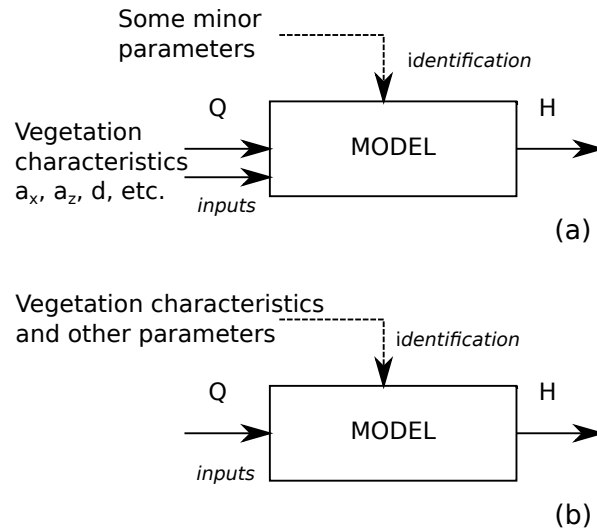 Some minor
parameters
identification
Q
H
Vegetation
characteristics
MODEL
aₓ, a_z, d, etc.
inputs
(a)
Vegetation characteristics
and other parameters
identification
Q
H
MODEL
inputs
(b)